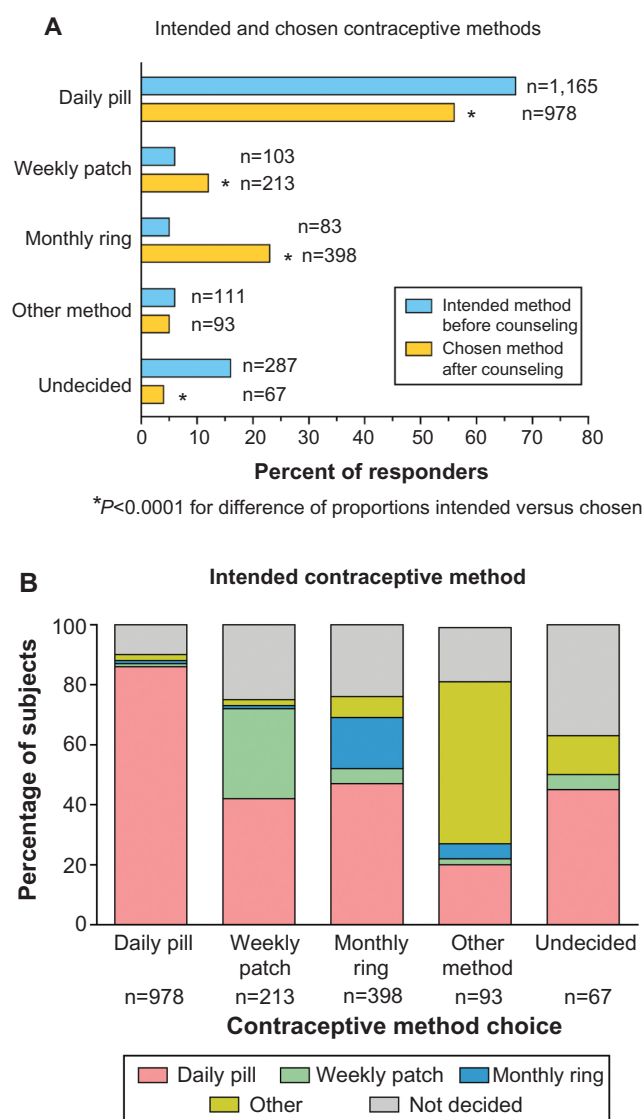 A
Intended and chosen contraceptive methods
Daily pill
n=1,165
* n=978
Weekly patch
n=103
* n=213
Monthly ring
n=83
* n=398
Other method
n=111
n=93
Undecided
n=287
* n=67
Intended method
before counseling
Chosen method
after counseling
0 10 20 30 40 50 60 70 80
Percent of responders
*P<0.0001 for difference of proportions intended versus chosen
B
Intended contraceptive method
Percentage of subjects
100
80
60
40
20
0
Daily pill Weekly patch Monthly ring Other method Undecided
n=978 n=213 n=398 n=93 n=67
Contraceptive method choice
Daily pill Weekly patch Monthly ring
Other Not decided